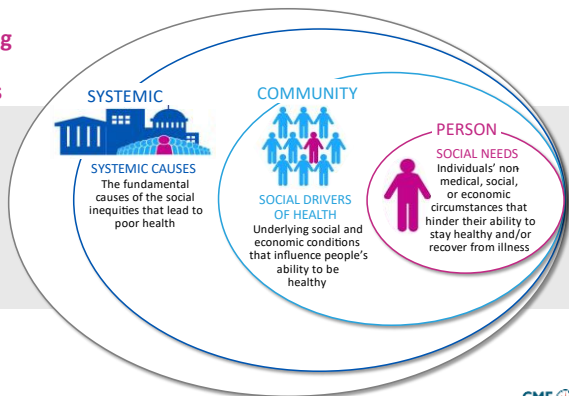 g
s
SYSTEMIC
SYSTEMIC CAUSES
The fundamental
causes of the social
inequities that lead to
poor health
COMMUNITY
SOCIAL DRIVERS
OF HEALTH
Underlying social and
economic conditions
that influence people's
ability to be
healthy
PERSON
SOCIAL NEEDS
Individuals' non-
medical, social,
or economic
circumstances that
hinder their ability to
stay healthy and/or
recover from illness